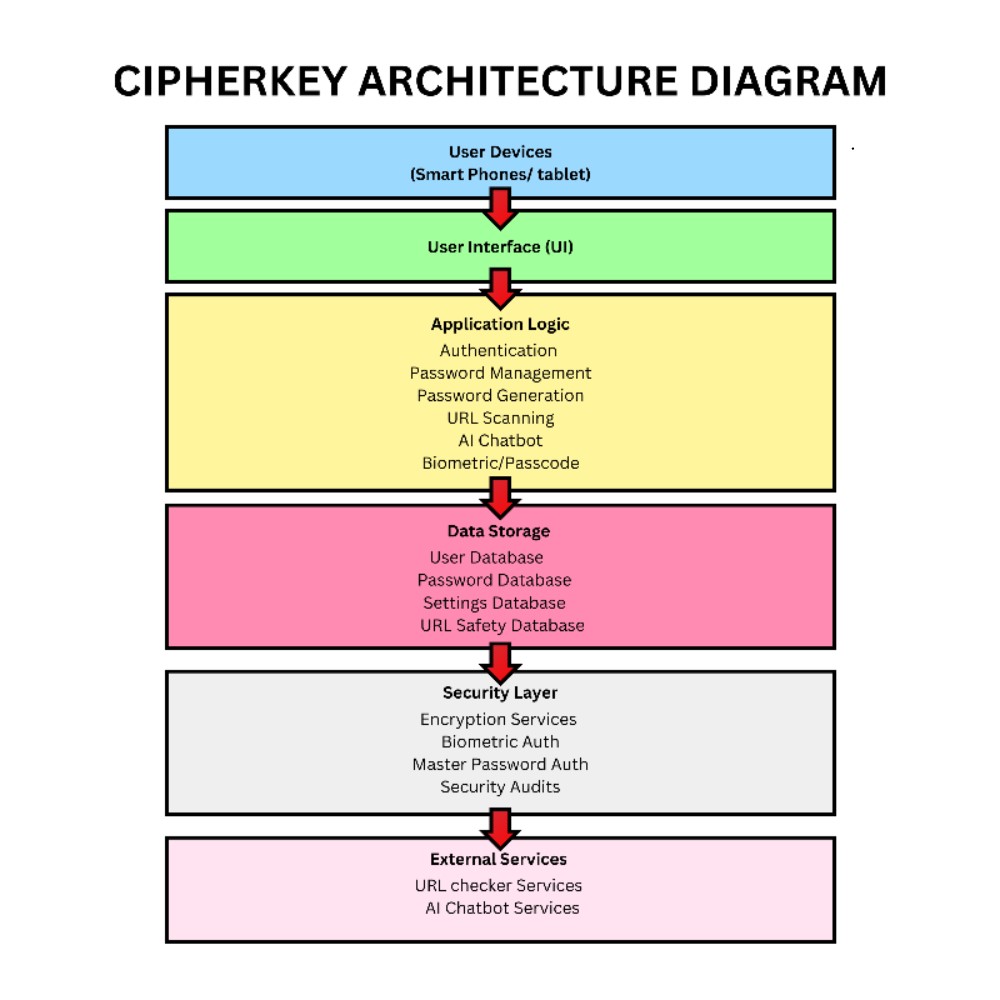 CIPHERKEY ARCHITECTURE DIAGRAM
User Devices
(Smart Phones/ tablet)
User Interface (UI)
Application Logic
Authentication
Password Management
Password Generation
URL Scanning
AI Chatbot
Biometric/Passcode
Data Storage
User Database
Password Database
Settings Database
URL Safety Database
Security Layer
Encryption Services
Biometric Auth
Master Password Auth
Security Audits
External Services
URL checker Services
AI Chatbot Services